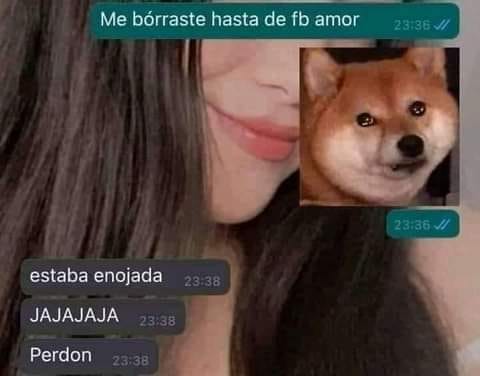 Me bórraste hasta de fb amor 23:36
23:36
estaba enojada 23:38
JAJAJAJA 23:38
Perdon 23:38